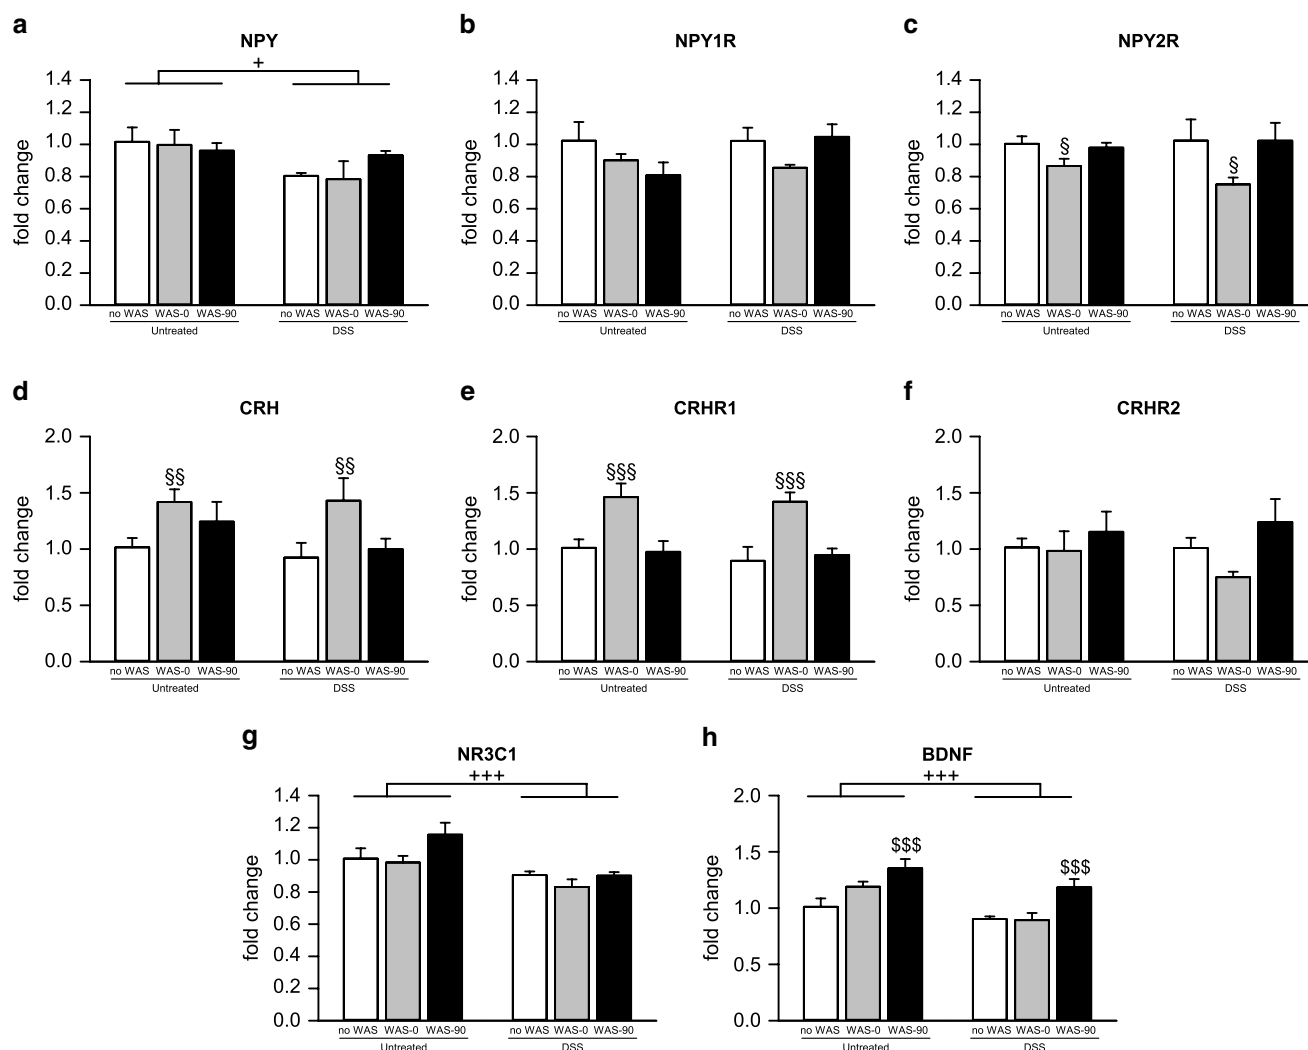 a
NPY
+
fold change
1.4
1.2
1.0
0.8
0.6
0.4
0.2
0.0
no WAS WAS-0 WAS-90 no WAS WAS-0 WAS-90
Untreated DSS
b
NPY1R
fold change
1.4
1.2
1.0
0.8
0.6
0.4
0.2
0.0
no WAS WAS-0 WAS-90 no WAS WAS-0 WAS-90
Untreated DSS
c
NPY2R
fold change
1.4
1.2
1.0
0.8
0.6
0.4
0.2
0.0
§ §
no WAS WAS-0 WAS-90 no WAS WAS-0 WAS-90
Untreated DSS
d
CRH
fold change
2.0
1.5
1.0
0.5
0.0
§§ §§
no WAS WAS-0 WAS-90 no WAS WAS-0 WAS-90
Untreated DSS
e
CRHR1
fold change
2.0
1.5
1.0
0.5
0.0
§§§ §§§
no WAS WAS-0 WAS-90 no WAS WAS-0 WAS-90
Untreated DSS
f
CRHR2
fold change
2.0
1.5
1.0
0.5
0.0
no WAS WAS-0 WAS-90 no WAS WAS-0 WAS-90
Untreated DSS
g
NR3C1
+++
fold change
1.4
1.2
1.0
0.8
0.6
0.4
0.2
0.0
no WAS WAS-0 WAS-90 no WAS WAS-0 WAS-90
Untreated DSS
h
BDNF
+++
fold change
2.0
1.5
1.0
0.5
0.0
$$$ $$$
no WAS WAS-0 WAS-90 no WAS WAS-0 WAS-90
Untreated DSS